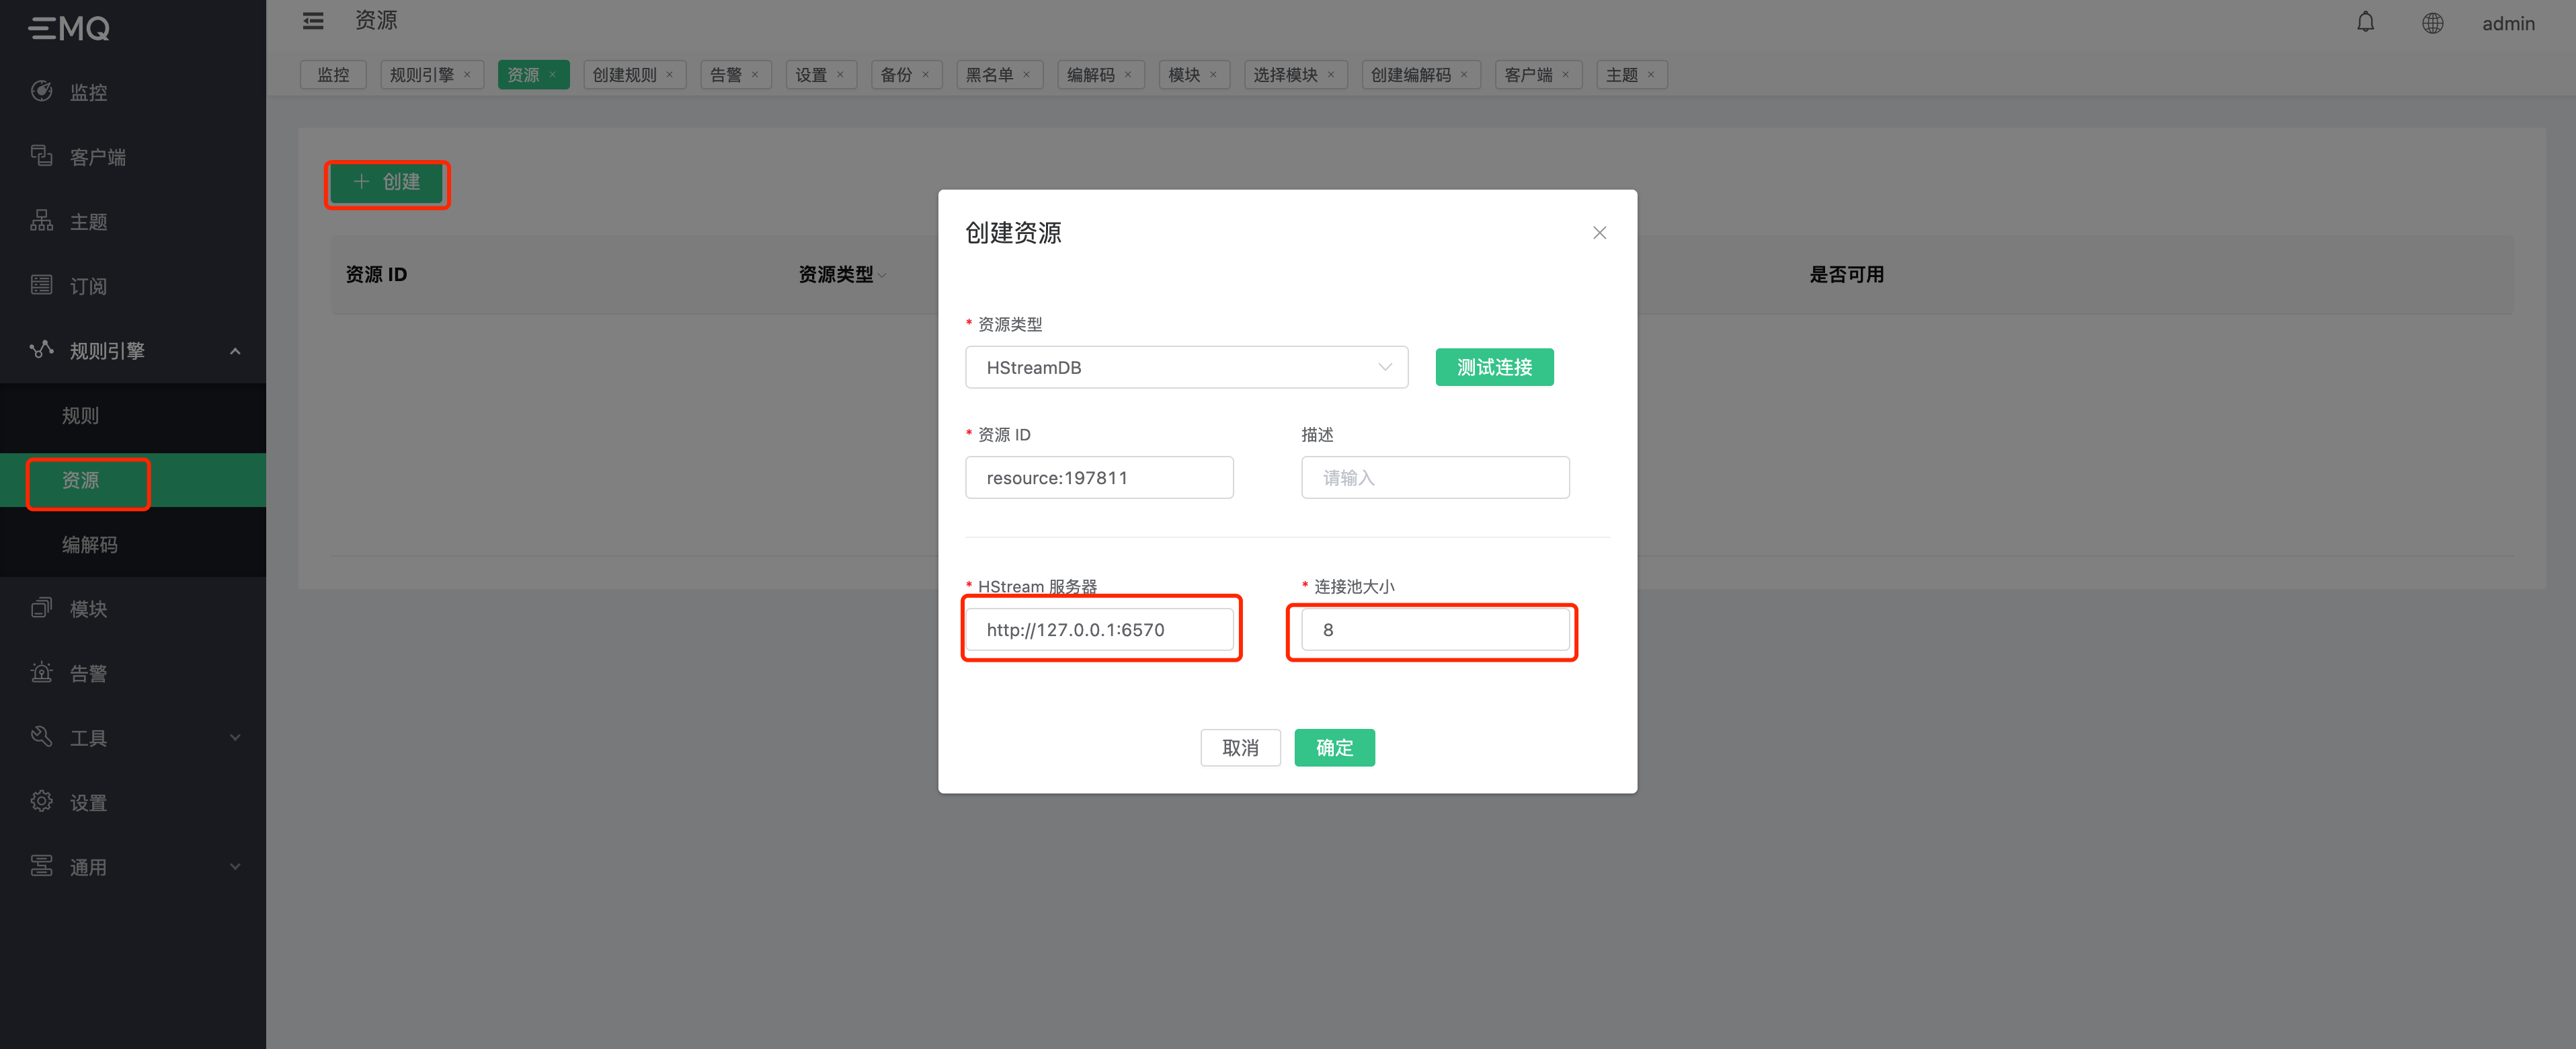 EMQ
资源
admin
监控
规则引擎 ×
资源 ×
创建规则 ×
告警 ×
设置 ×
备份 ×
黑名单 ×
编解码 ×
模块 ×
选择模块 ×
创建编解码 ×
客户端 ×
主题 ×
监控
客户端
主题
订阅
规则引擎
规则
资源
编解码
模块
告警
工具
设置
通用
+ 创建
资源 ID
资源类型
是否可用
创建资源
* 资源类型
HStreamDB
测试连接
* 资源 ID
描述
resource:197811
请输入
* HStream 服务器
* 连接池大小
http://127.0.0.1:6570
8
取消
确定